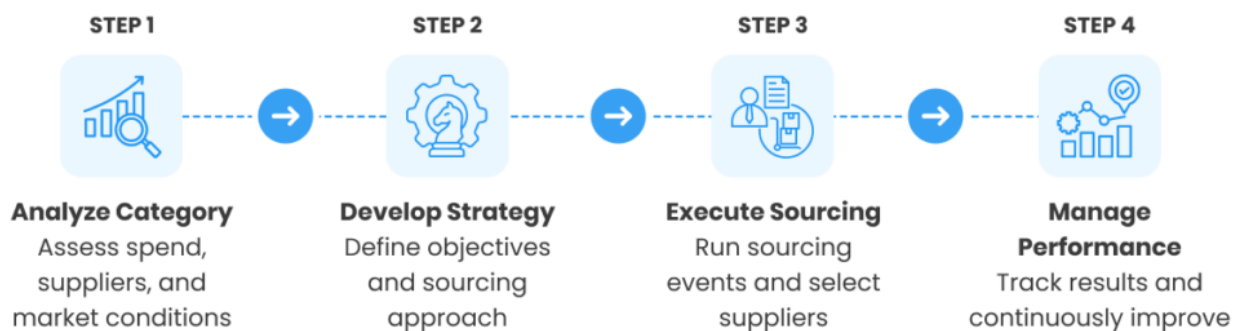 STEP 1
STEP 2
STEP 3
STEP 4
Analyze Category
Assess spend,
suppliers, and
market conditions
Develop Strategy
Define objectives
and sourcing
approach
Execute Sourcing
Run sourcing
events and select
suppliers
Manage
Performance
Track results and
continuously improve